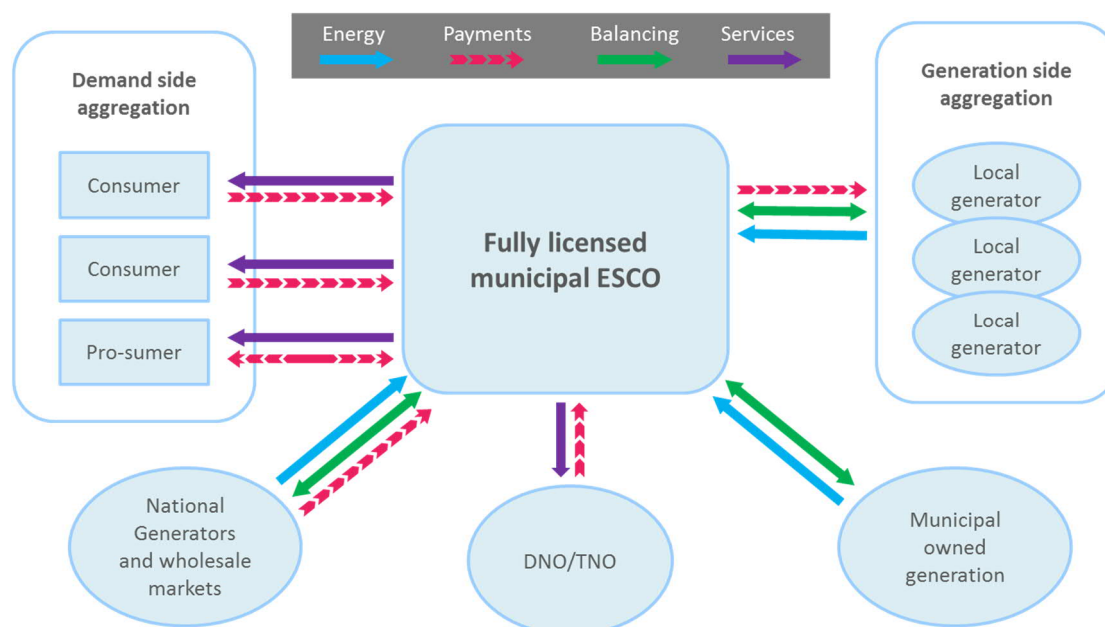 Energy
Payments
Balancing
Services
Demand side
aggregation
Consumer
Consumer
Pro-sumer
Fully licensed
municipal ESCO
Generation side
aggregation
Local
generator
Local
generator
Local
generator
National
Generators
and wholesale
markets
DNO/TNO
Municipal
owned
generation